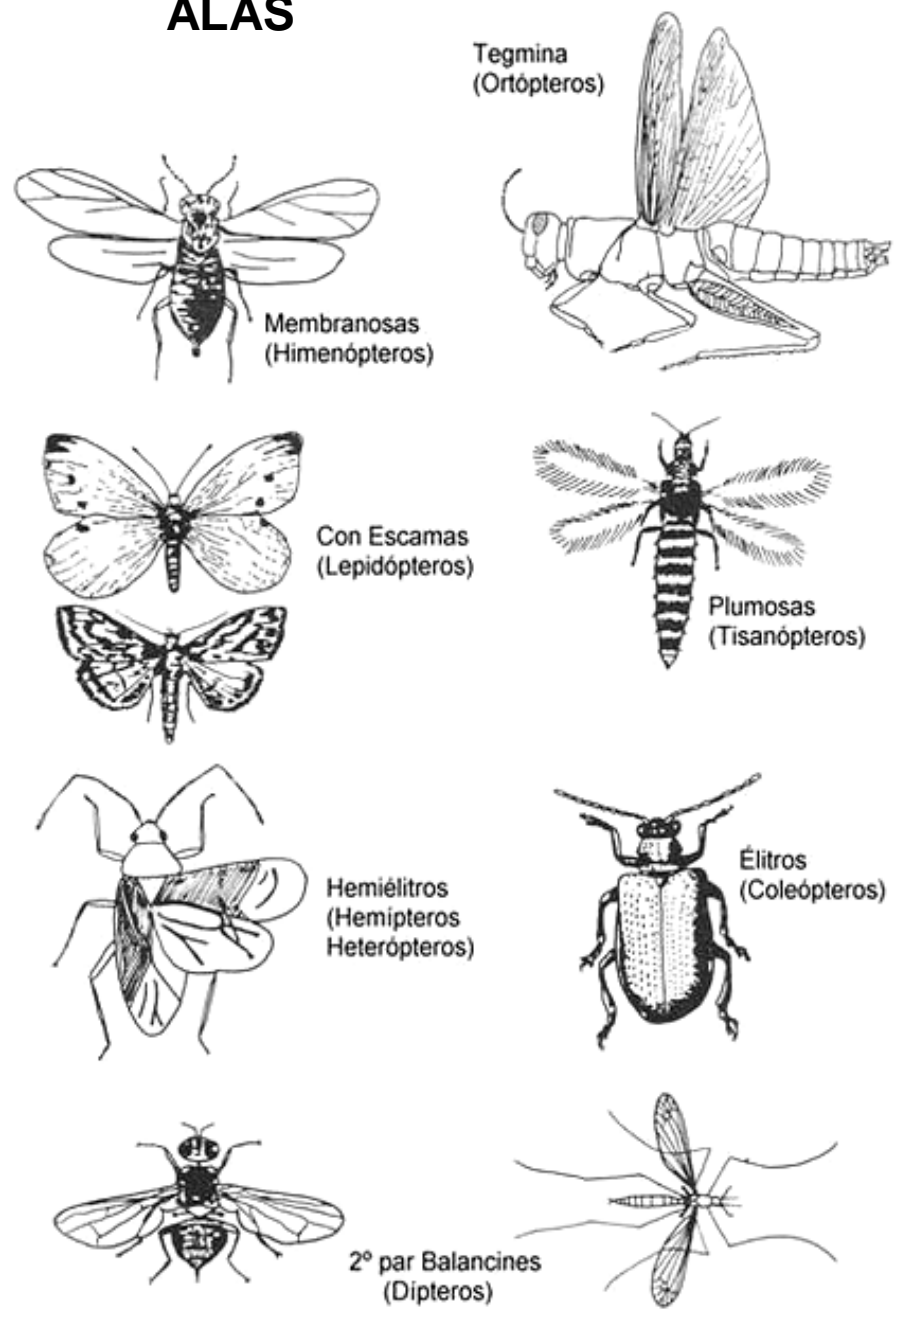 ALAS
Tegmina
(Ortópteros)
Membranosas
(Himenópteros)
Con Escamas
(Lepidópteros)
Plumosas
(Tisanópteros)
Hemiélitros
(Hemípteros
Heterópteros)
Élitros
(Coleópteros)
2º par Balancines
(Dípteros)